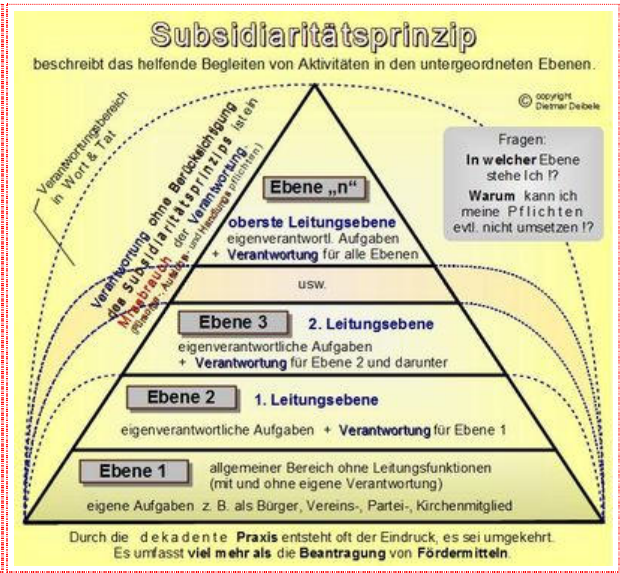 Subsidiaritätsprinzip
beschreibt das helfende Begleiten von Aktivitäten in den untergeordneten Ebenen.
© copyright
Dietmar Deibele
Verantwortungsbereich
in Wort & Tat
Verantwortung ohne Berücksichtigung
des Subsidiaritätsprinzips ist ein
Missbrauch der Verantwortung.
(Fürsorge-, Aufsichts- und Handlungspflichten)
Fragen:
In welcher Ebene
stehe Ich !?
Warum kann ich
meine Pflichten
evtl. nicht umsetzen !?
Ebene „n“
oberste Leitungsebene
eigenverantwortl. Aufgaben
+ Verantwortung für alle Ebenen
usw.
Ebene 3 2. Leitungsebene
eigenverantwortliche Aufgaben
+ Verantwortung für Ebene 2 und darunter
Ebene 2 1. Leitungsebene
eigenverantwortliche Aufgaben + Verantwortung für Ebene 1
Ebene 1 allgemeiner Bereich ohne Leitungsfunktionen
(mit und ohne eigene Verantwortung)
eigene Aufgaben z. B. als Bürger, Vereins-, Partei-, Kirchenmitglied
Durch die dekadente Praxis entsteht oft der Eindruck, es sei umgekehrt.
Es umfasst viel mehr als die Beantragung von Fördermitteln.